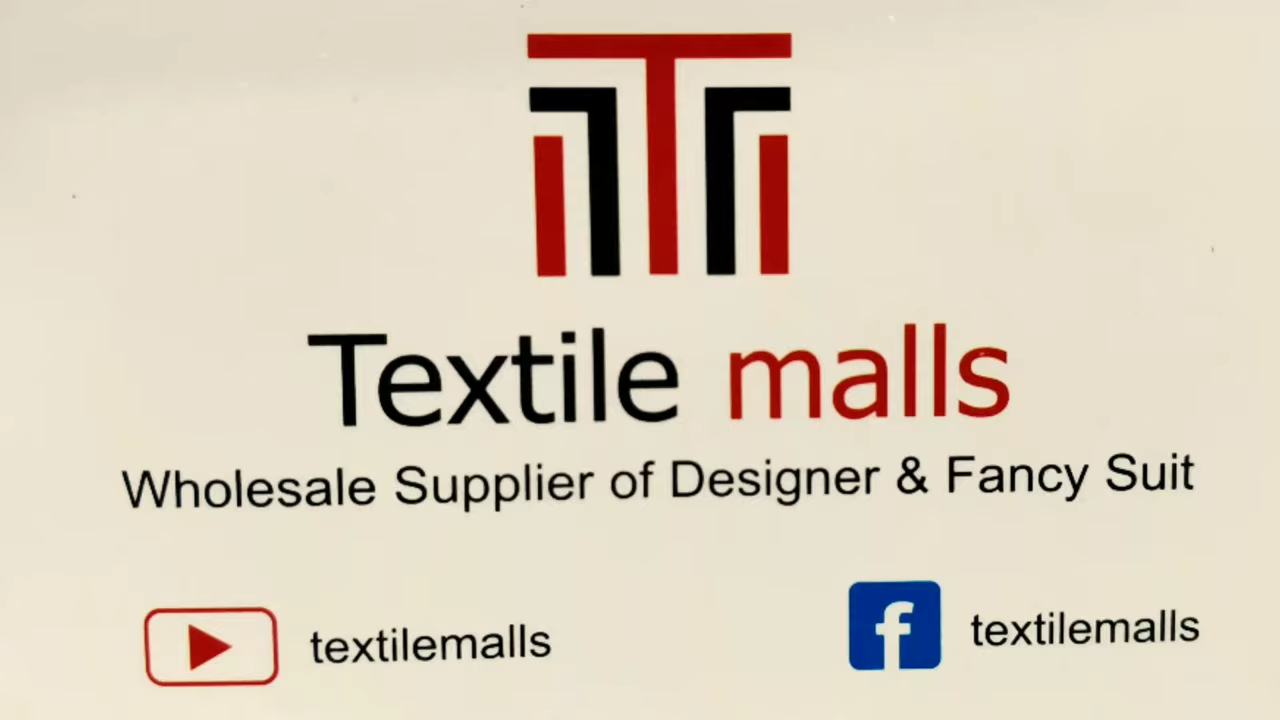 Textile malls
Wholesale Supplier of Designer & Fancy Suit
textilemalls
textilemalls